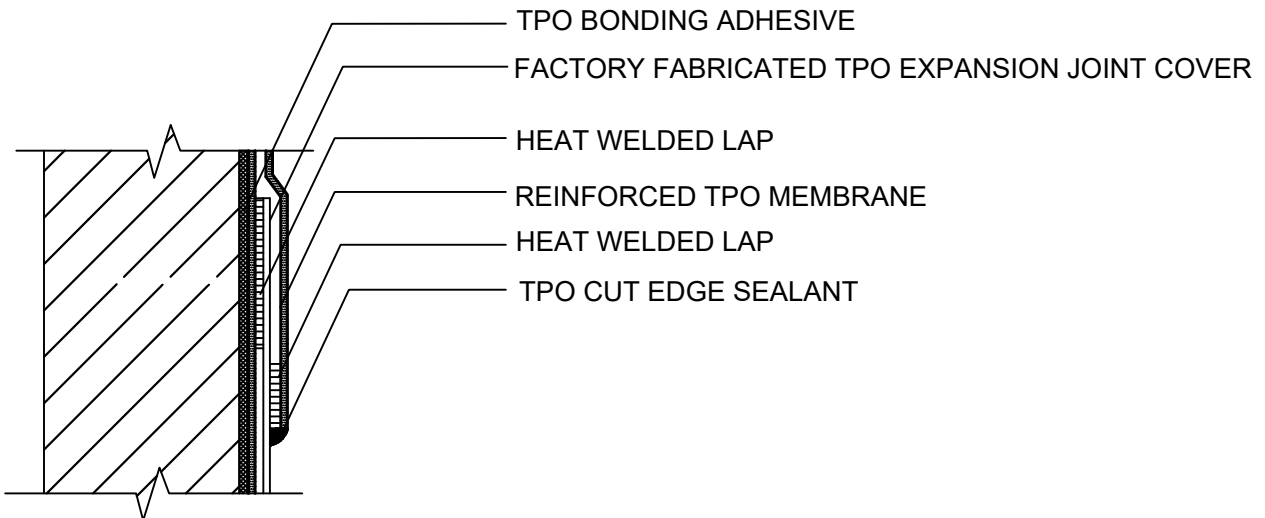 TPO BONDING ADHESIVE
FACTORY FABRICATED TPO EXPANSION JOINT COVER
HEAT WELDED LAP
REINFORCED TPO MEMBRANE
HEAT WELDED LAP
TPO CUT EDGE SEALANT